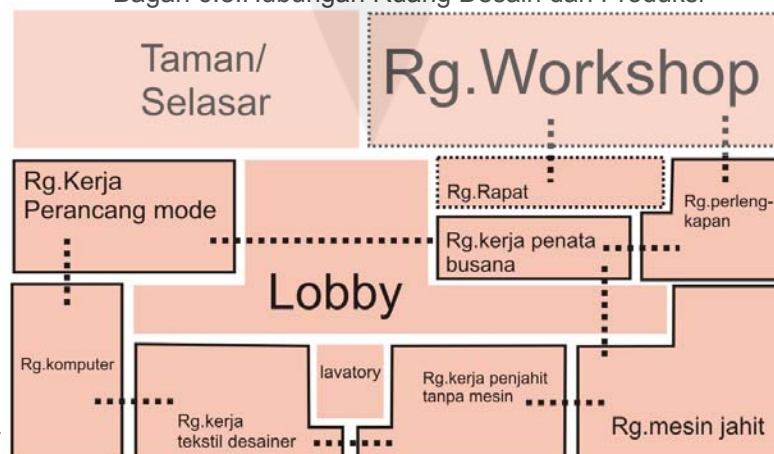 Taman/
Selasar
Rg.Workshop
Rg.Kerja
Perancang mode
Rg.Rapat
Rg.perleng-
kapan
Rg.kerja penata
busana
Lobby
Rg.komputer
lavatory
Rg.kerja penjahit
tanpa mesin
Rg.kerja
tekstil desainer
Rg.mesin jahit